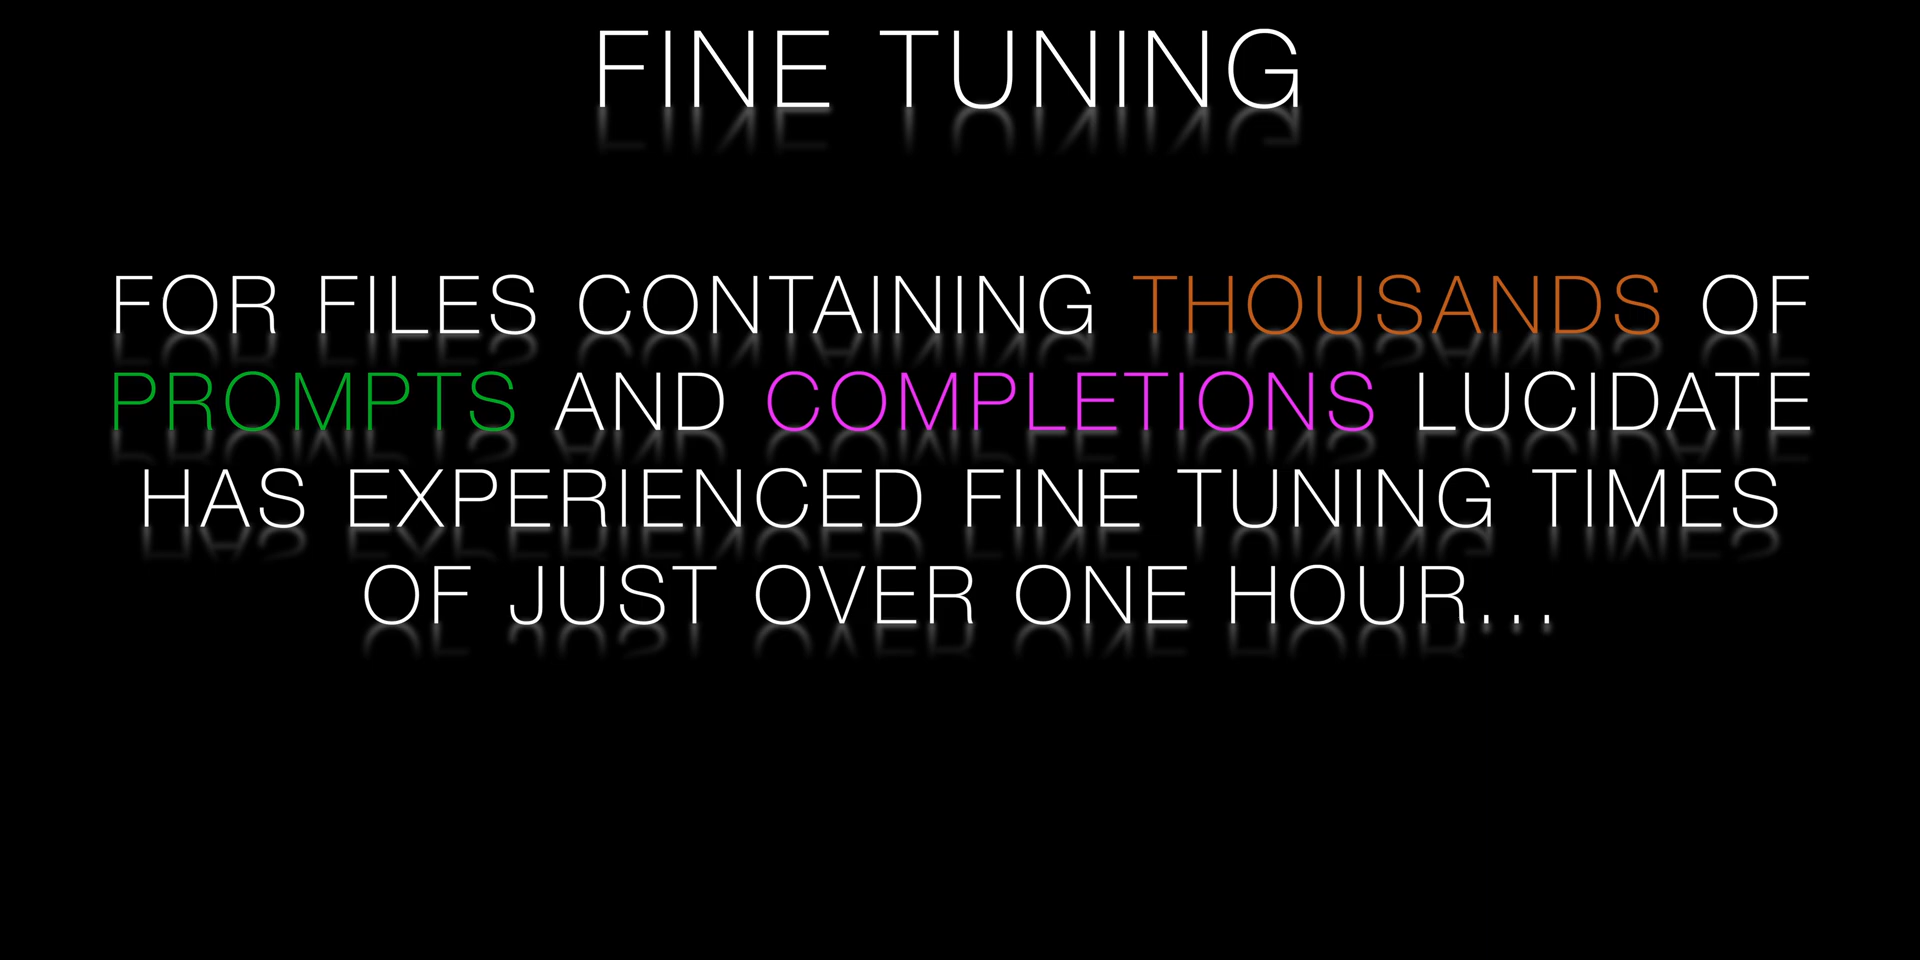 FINE TUNING
FOR FILES CONTAINING THOUSANDS OF
PROMPTS AND COMPLETIONS LUCIDATE
HAS EXPERIENCED FINE TUNING TIMES
OF JUST OVER ONE HOUR...